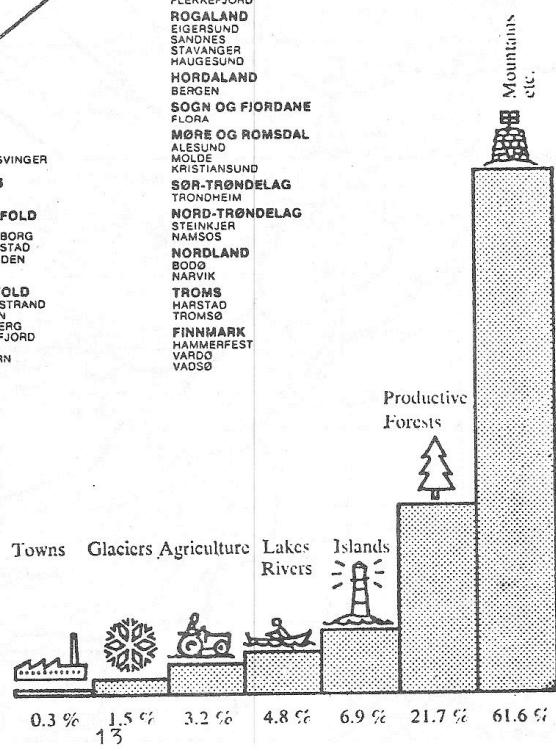 ROGALAND
EIGERSUND
SANDNES
STAVANGER
HAUGESUND
HORDALAND
BERGEN
SOGN OG FJORDANE
FLORA
MØRE OG ROMSDAL
ALESUND
MOLDE
KRISTIANSUND
SØR-TRØNDELAG
TRONDHEIM
NORD-TRØNDELAG
STEINKJER
NAMSOS
NORDLAND
BODØ
NARVIK
TROMS
HARSTAD
TROMSØ
FINNMARK
HAMMERFEST
VARDØ
VADSØ
SVINGER
FOLD
BORG
STAD
DEN
OLD
STRAND
N
ERG
FJORD
RN
Mountains
etc.
Productive
Forests
Towns Glaciers Agriculture Lakes Islands
Rivers
0.3 % 1.5 % 3.2 % 4.8 % 6.9 % 21.7 % 61.6 %
13